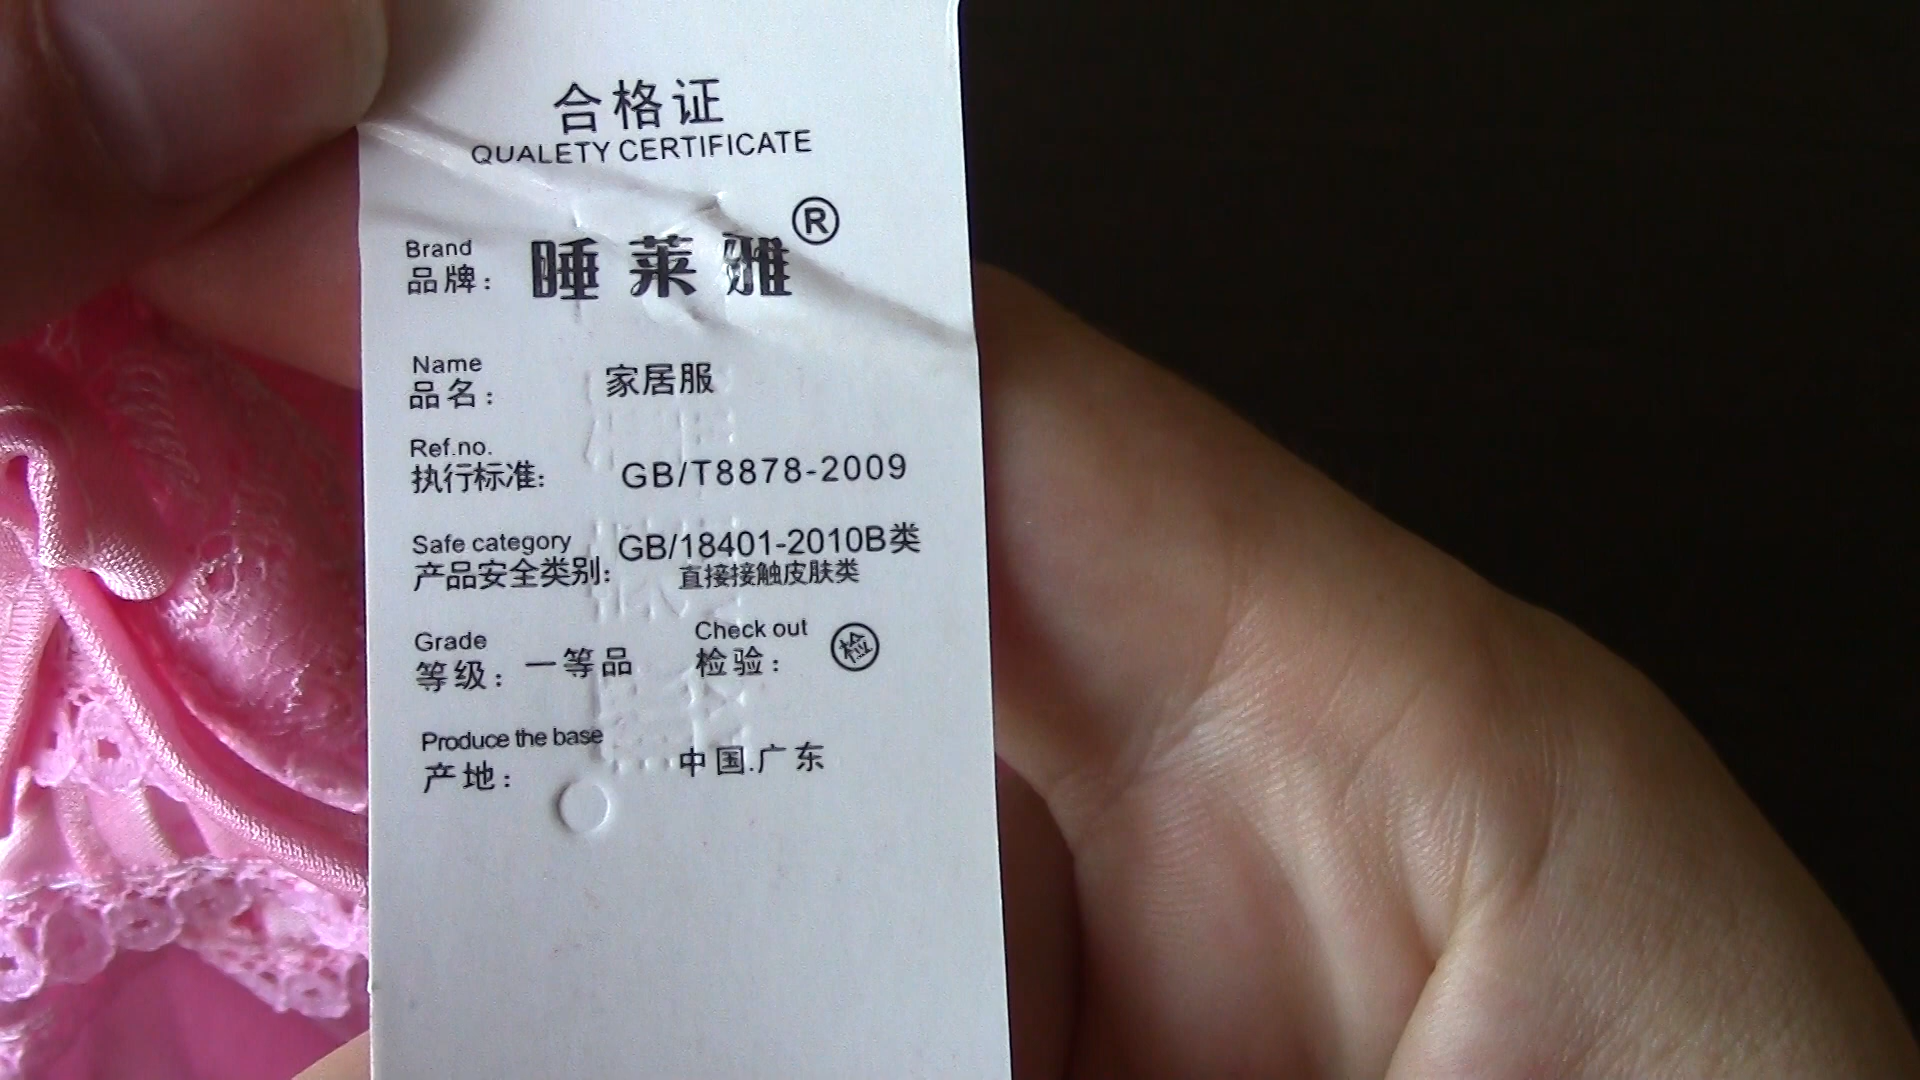 合格证
QUALETY CERTIFICATE
Brand
品牌： 睡莱雅®
Name
品名： 家居服
Ref.no.
执行标准: GB/T8878-2009
Safe category
产品安全类别: GB/18401-2010B类
直接接触皮肤类
Grade
等级： 一等品
Check out
检验： 检
Produce the base
产地： 中国.广东